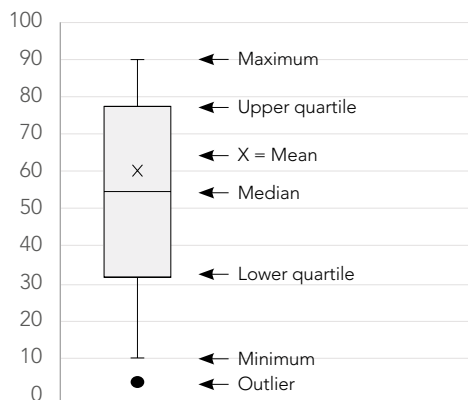 100
90
Maximum
80
Upper quartile
70
X = Mean
60
X
Median
50
40
Lower quartile
30
20
10
Minimum
Outlier
0